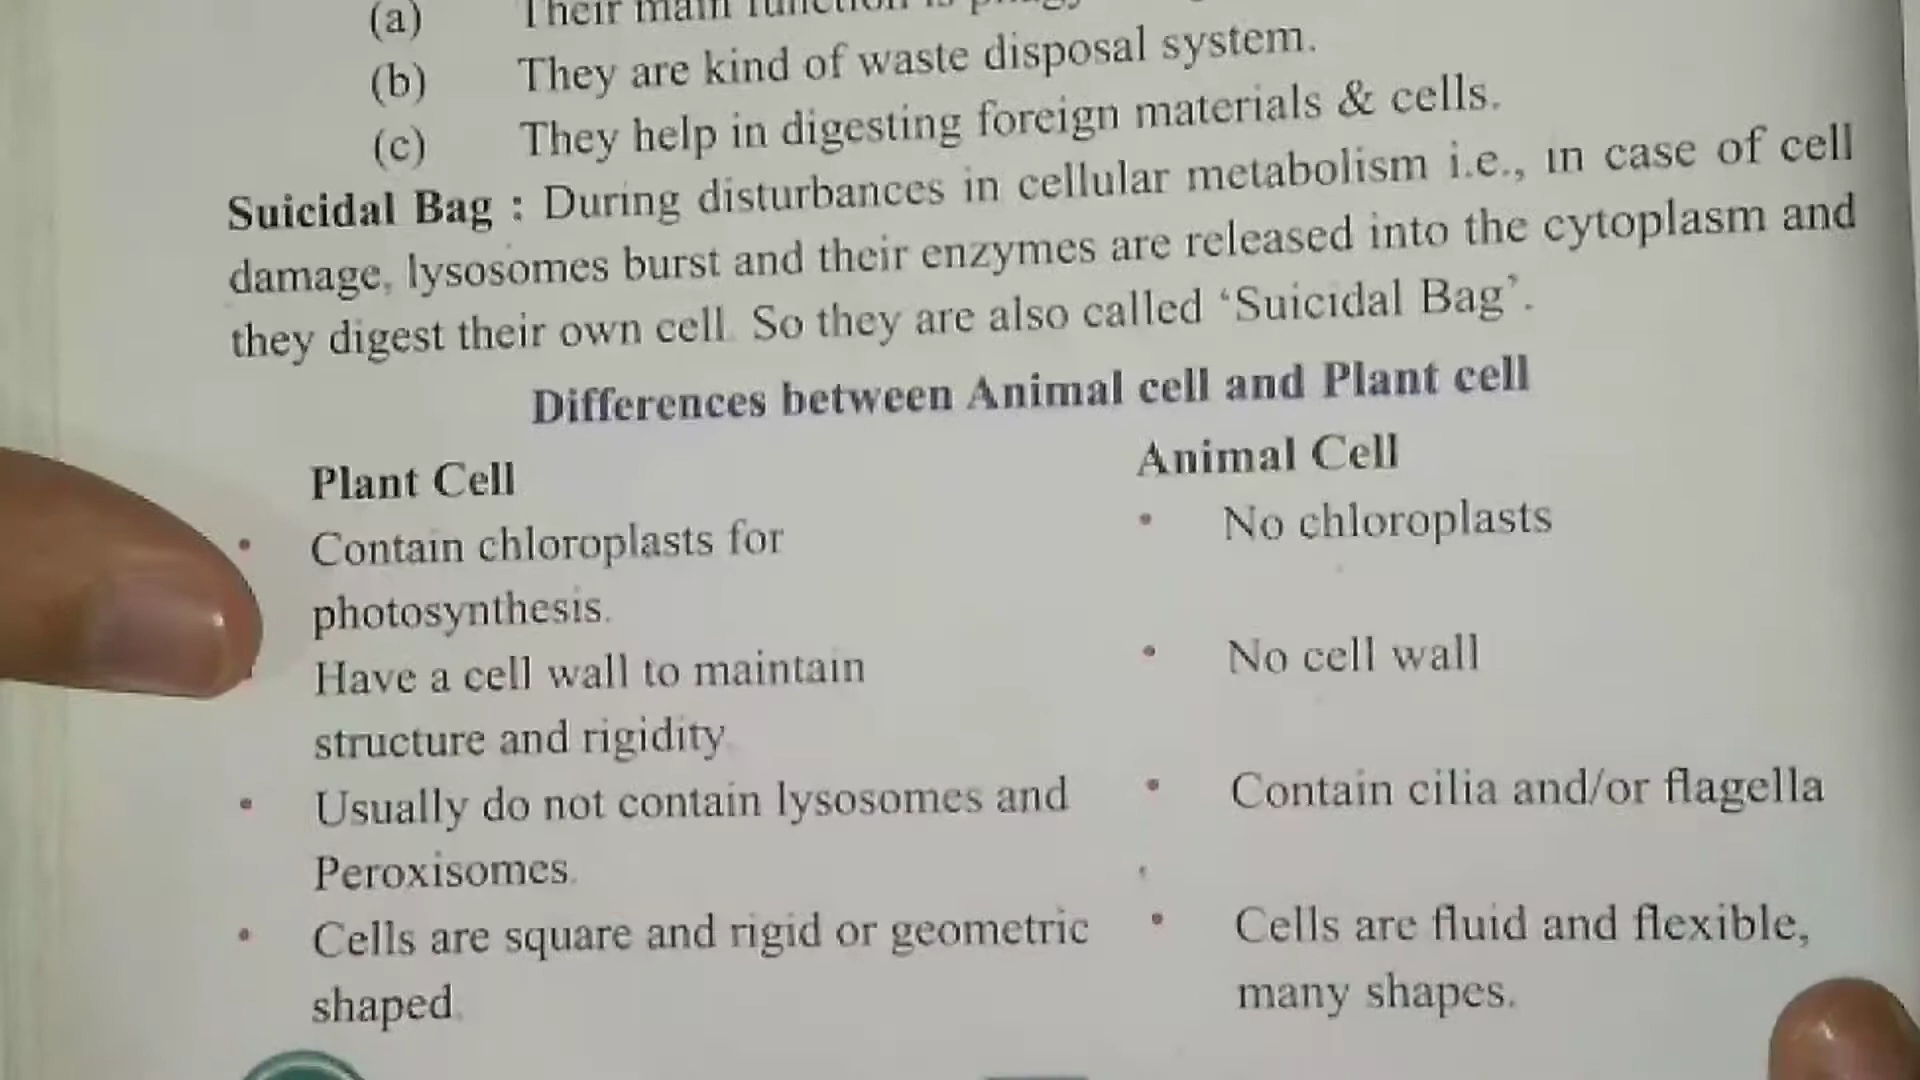 (a) Their main function is
(b) They are kind of waste disposal system.
(c) They help in digesting foreign materials & cells.
Suicidal Bag : During disturbances in cellular metabolism i.e., in case of cell
damage, lysosomes burst and their enzymes are released into the cytoplasm and
they digest their own cell. So they are also called ‘Suicidal Bag’.
Differences between Animal cell and Plant cell
Plant Cell
• Contain chloroplasts for
photosynthesis.
Have a cell wall to maintain
structure and rigidity.
• Usually do not contain lysosomes and
Peroxisomes.
• Cells are square and rigid or geometric
shaped.
Animal Cell
• No chloroplasts
• No cell wall
• Contain cilia and/or flagella
• Cells are fluid and flexible,
many shapes.